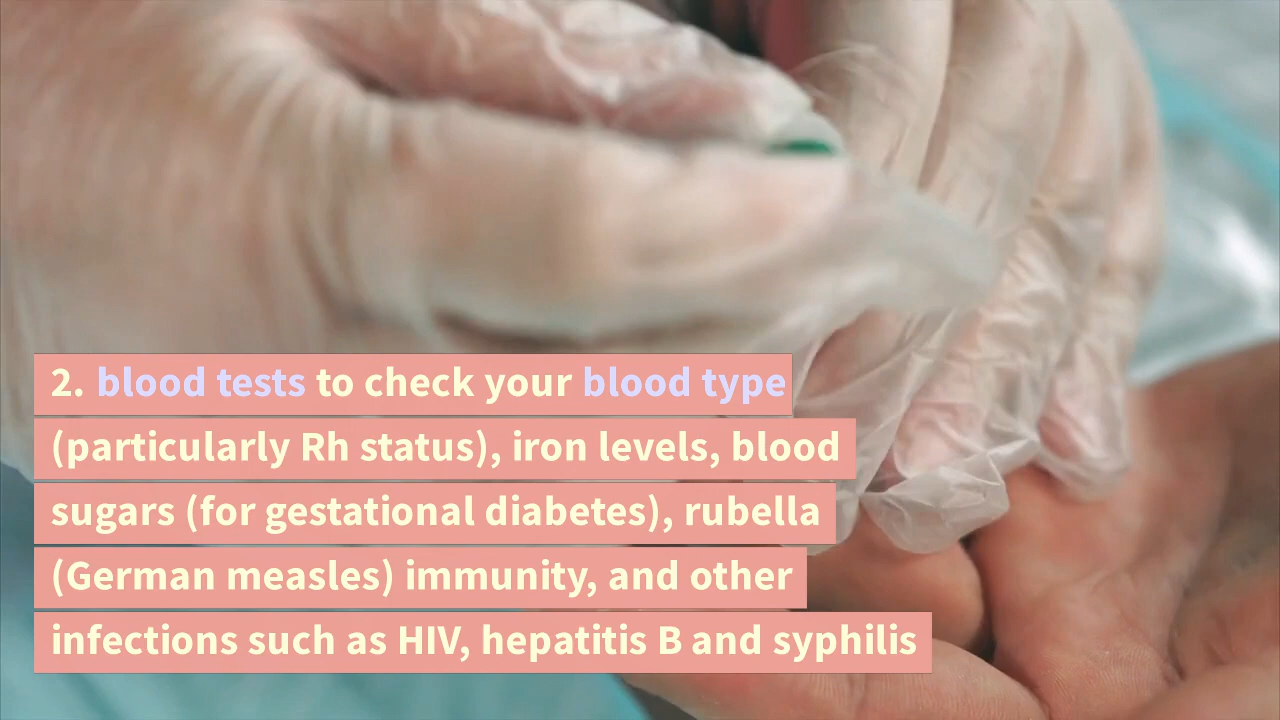 2. blood tests to check your blood type
(particularly Rh status), iron levels, blood
sugars (for gestational diabetes), rubella
(German measles) immunity, and other
infections such as HIV, hepatitis B and syphilis